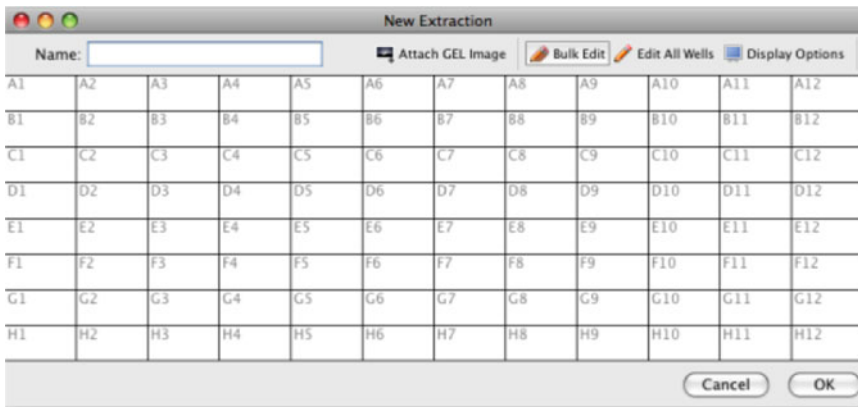 New Extraction
Name: Attach GEL Image Bulk Edit Edit All Wells Display Options
A1 A2 A3 A4 A5 A6 A7 A8 A9 A10 A11 A12
B1 B2 B3 B4 B5 B6 B7 B8 B9 B10 B11 B12
C1 C2 C3 C4 C5 C6 C7 C8 C9 C10 C11 C12
D1 D2 D3 D4 D5 D6 D7 D8 D9 D10 D11 D12
E1 E2 E3 E4 E5 E6 E7 E8 E9 E10 E11 E12
F1 F2 F3 F4 F5 F6 F7 F8 F9 F10 F11 F12
G1 G2 G3 G4 G5 G6 G7 G8 G9 G10 G11 G12
H1 H2 H3 H4 H5 H6 H7 H8 H9 H10 H11 H12
Cancel OK